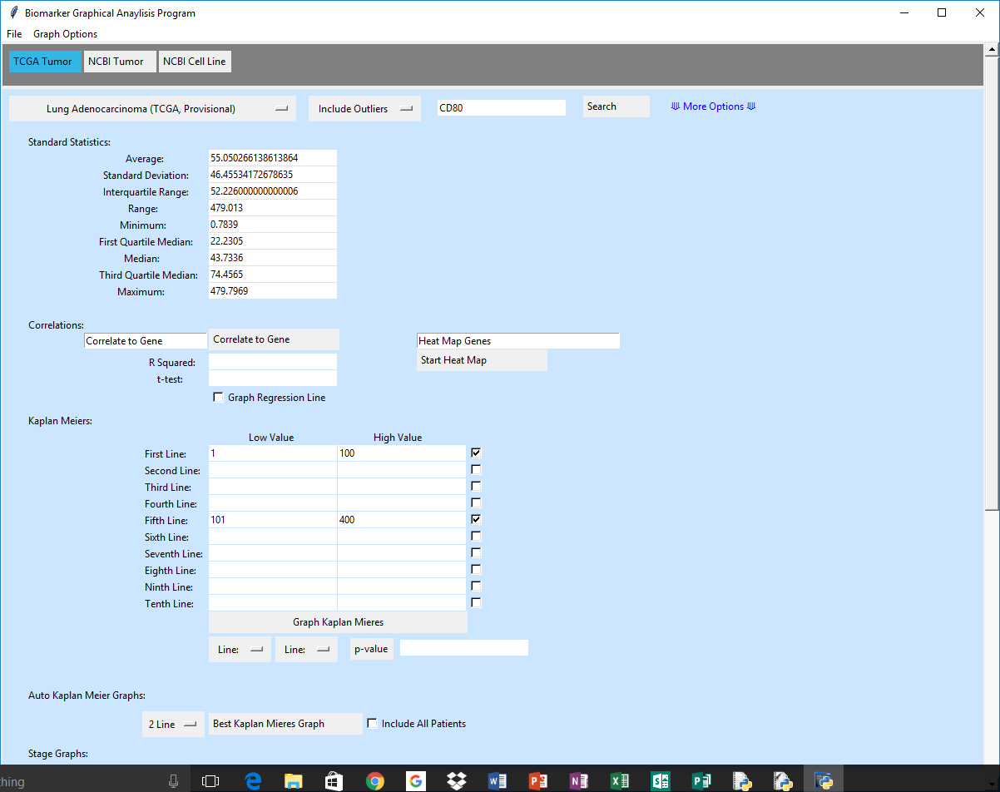 Biomarker Graphical Anaylisis Program
File Graph Options
TCGA Tumor NCBI Tumor NCBI Cell Line
Lung Adenocarcinoma (TCGA, Provisional) Include Outliers CD80 Search ⟱ More Options ⟱
Standard Statistics:
Average: 55.050266138613864
Standard Deviation: 46.45534172678635
Interquartile Range: 52.226000000000006
Range: 479.013
Minimum: 0.7839
First Quartile Median: 22.2305
Median: 43.7336
Third Quartile Median: 74.4565
Maximum: 479.7969
Correlations:
Correlate to Gene Correlate to Gene Heat Map Genes
Start Heat Map
R Squared:
t-test:
Graph Regression Line
Kaplan Meiers:
Low Value High Value
First Line: 1 100
Second Line:
Third Line:
Fourth Line:
Fifth Line: 101 400
Sixth Line:
Seventh Line:
Eighth Line:
Ninth Line:
Tenth Line:
Graph Kaplan Mieres
Line: Line: p-value
Auto Kaplan Meier Graphs:
2 Line Best Kaplan Mieres Graph Include All Patients
Stage Graphs:
hing